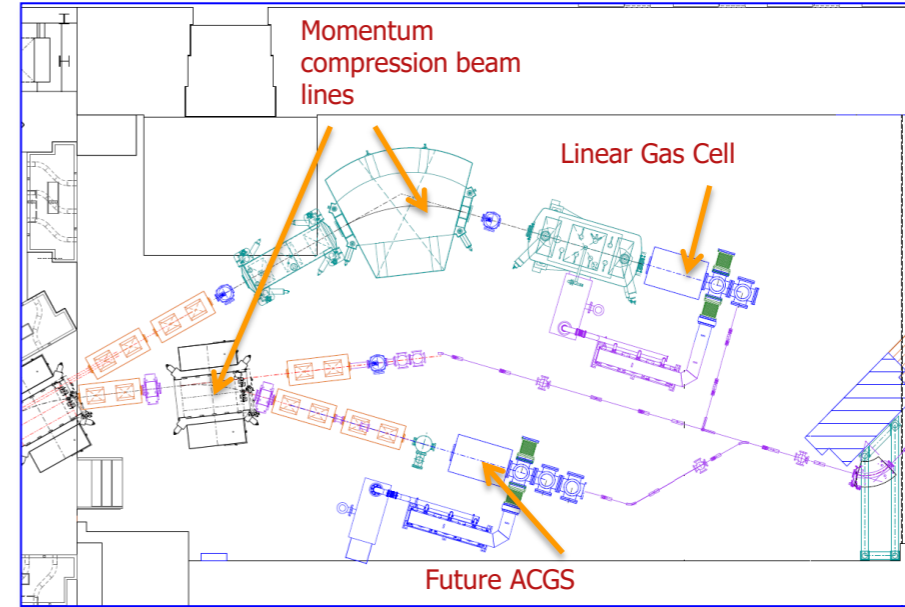 Momentum
compression beam
lines
Linear Gas Cell
Future ACGS